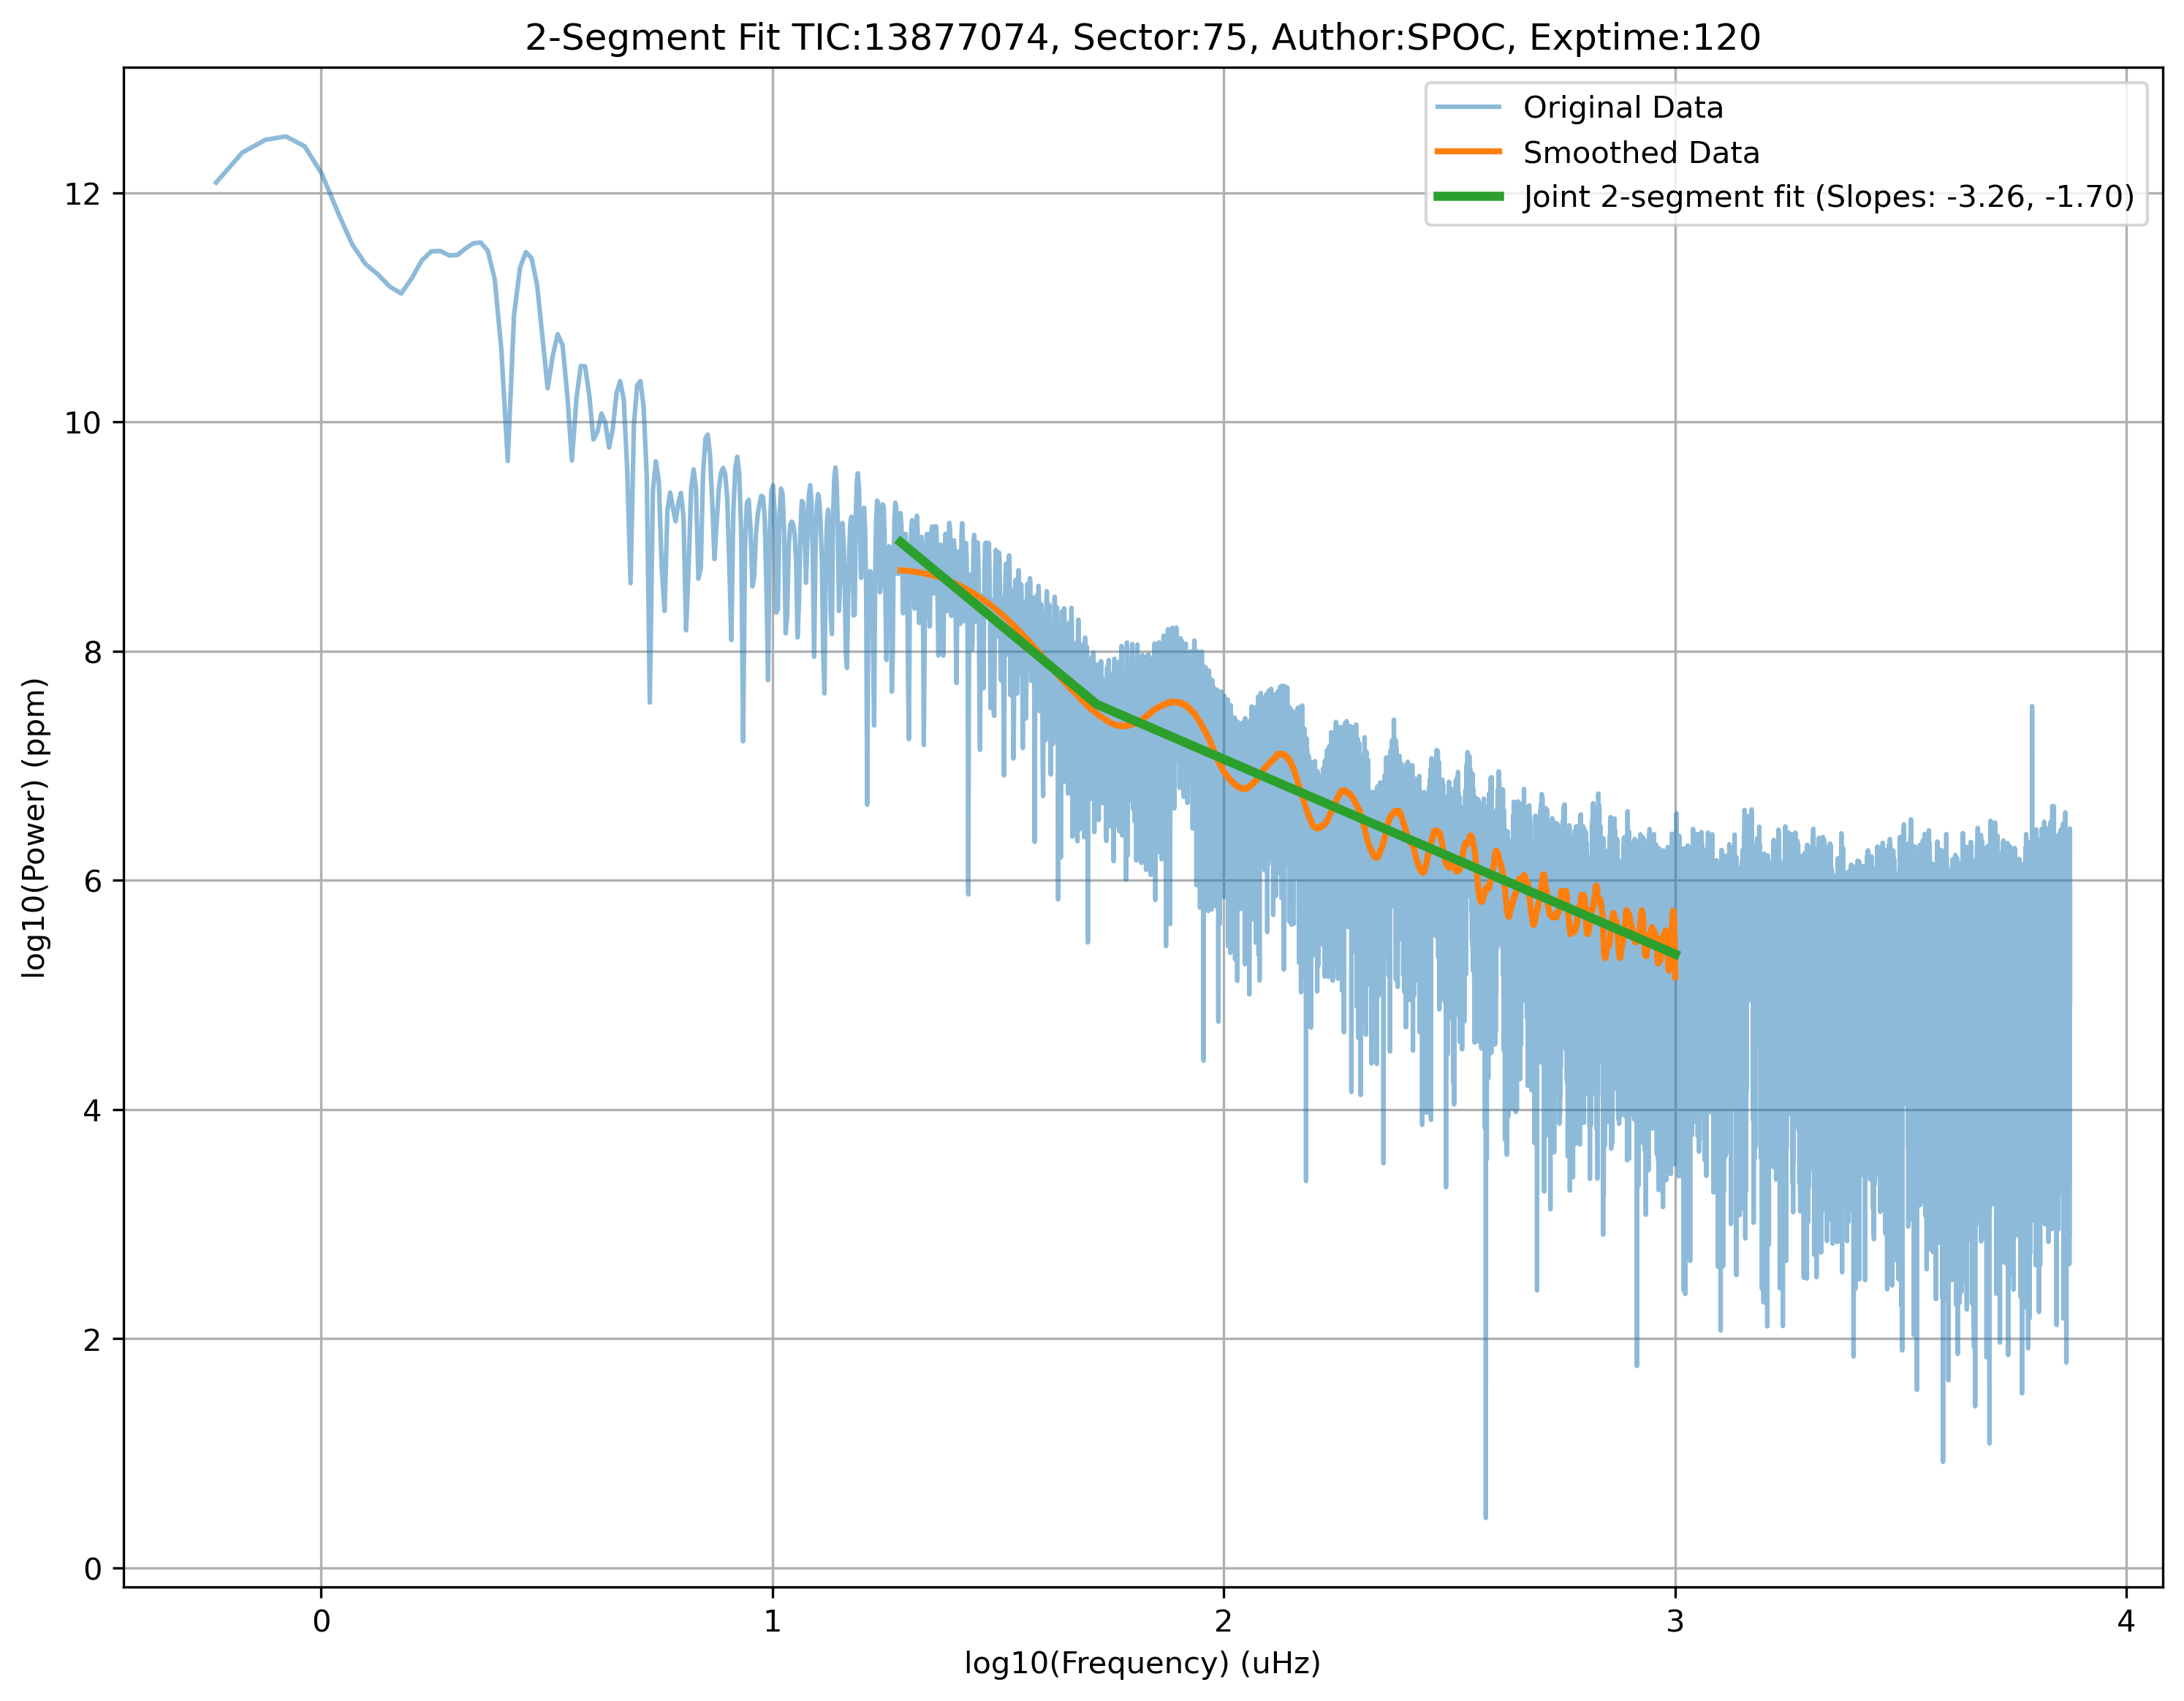 2-Segment Fit TIC:13877074, Sector:75, Author:SPOC, Exptime:120
Original Data
Smoothed Data
Joint 2-segment fit (Slopes: -3.26, -1.70)
log10(Power) (ppm)
12
10
8
6
4
2
0
0 1 2 3 4
log10(Frequency) (uHz)